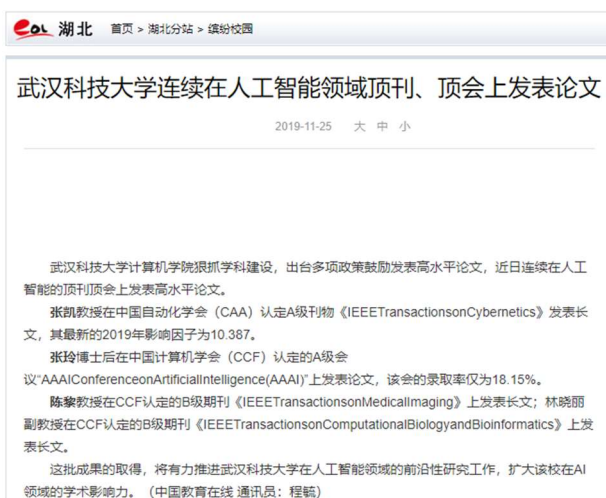 eol 湖北 首页 > 湖北分站 > 缤纷校园
武汉科技大学连续在人工智能领域顶刊、顶会上发表论文
2019-11-25 大 中 小
武汉科技大学计算机学院狠抓学科建设，出台多项政策鼓励发表高水平论文，近日连续在人工
智能的顶刊顶会上发表高水平论文。
张凯教授在中国自动化学会（CAA）认定A级刊物《IEEETransactionsonCybernetics》发表长
文，其最新的2019年影响因子为10.387。
张玲博士后在中国计算机学会（CCF）认定的A级会
议“AAAIConferenceonArtificialIntelligence(AAAI)”上发表论文，该会的录取率仅为18.15%。
陈黎教授在CCF认定的B级期刊《IEEETransactionsonMedicalImaging》上发表长文；林晓丽
副教授在CCF认定的B级期刊《IEEETransactionsonComputationalBiologyandBioinformatics》上发
表长文。
这批成果的取得，将有力推进武汉科技大学在人工智能领域的前沿性研究工作，扩大该校在AI
领域的学术影响力。（中国教育在线 通讯员：程毓）